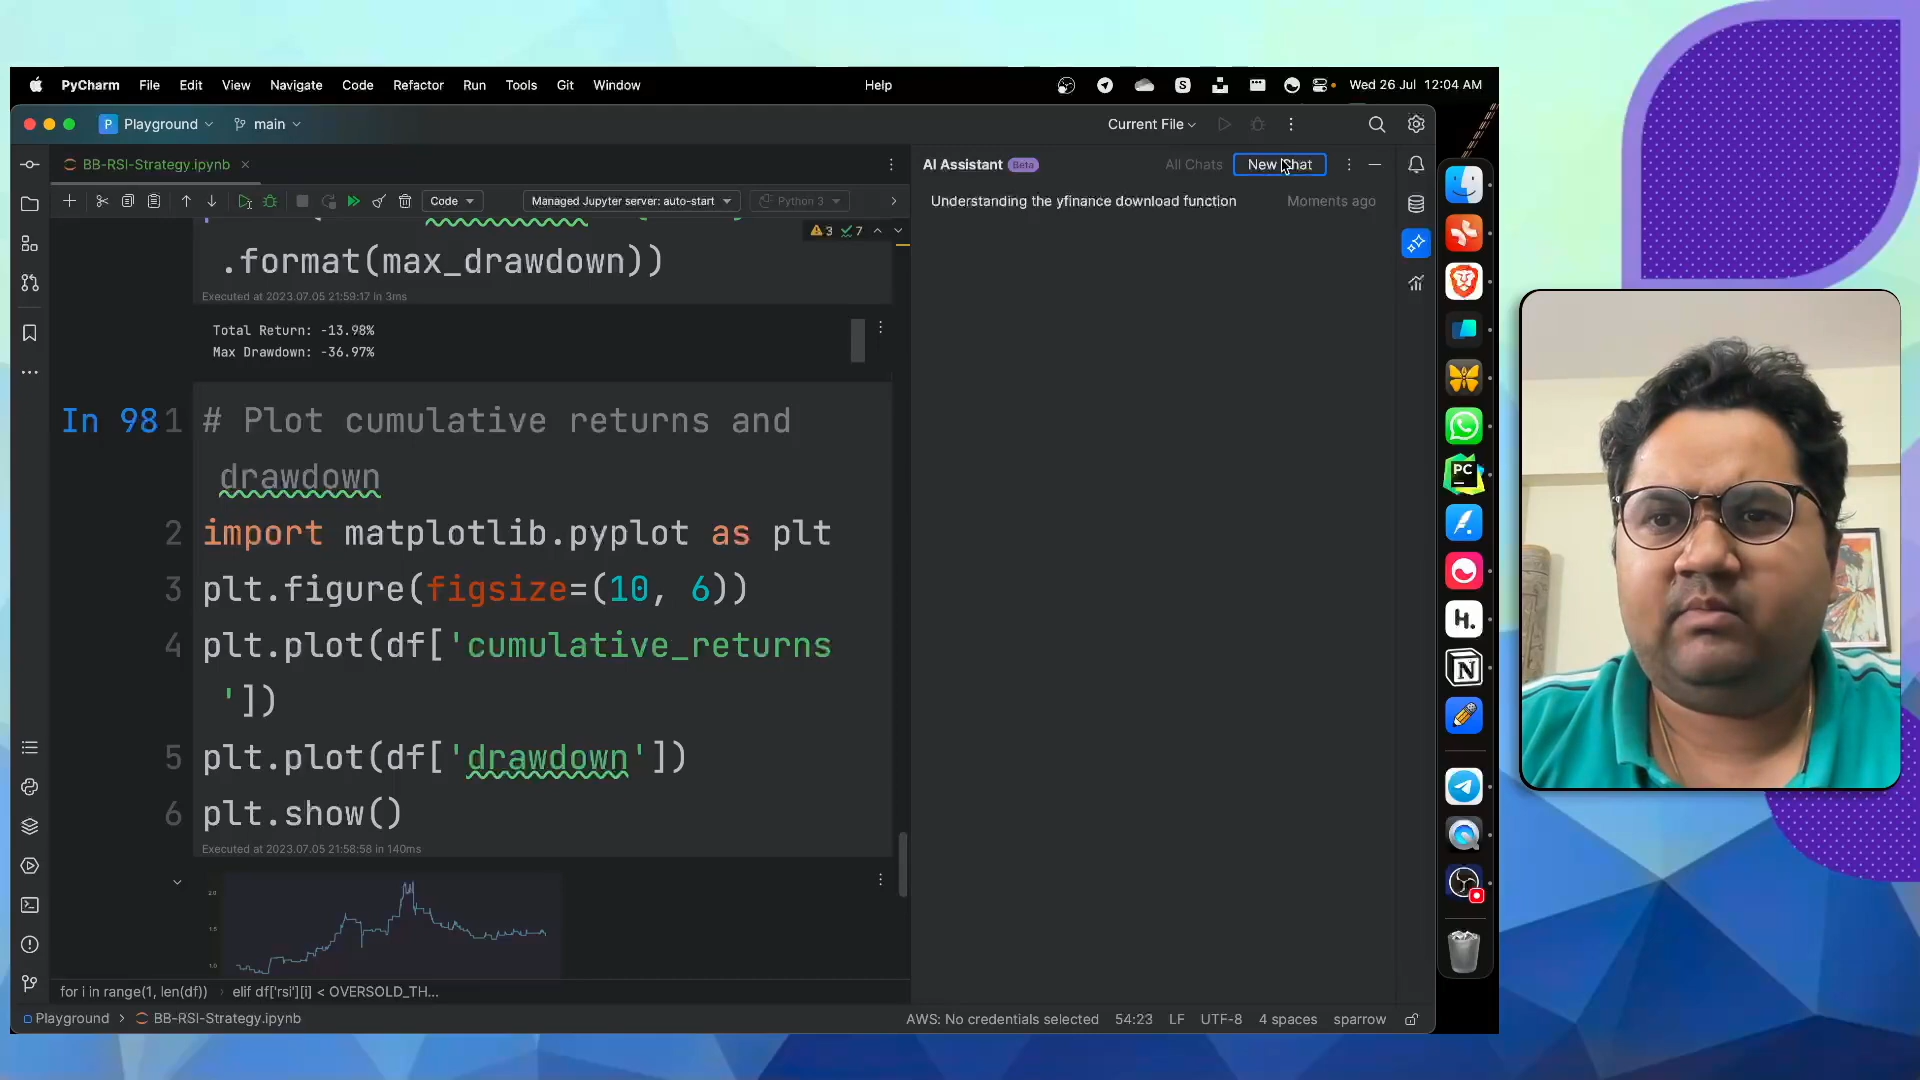 PyCharm File Edit View Navigate Code Refactor Run Tools Git Window Help Wed 26 Jul 12:04 AM
P Playground main Current File
BB-RSI-Strategy.ipynb
AI Assistant Beta All Chats New Chat
Code Managed Jupyter server: auto-start Python 3
Understanding the yfinance download function Moments ago
3 7
.format(max_drawdown))
Executed at 2023.07.05 21:59:17 in 3ms
Total Return: -13.98%
Max Drawdown: -36.97%
In 98 1 # Plot cumulative returns and
drawdown
2 import matplotlib.pyplot as plt
3 plt.figure(figsize=(10, 6))
4 plt.plot(df['cumulative_returns
'])
5 plt.plot(df['drawdown'])
6 plt.show()
Executed at 2023.07.05 21:58:58 in 140ms
2.0
1.5
1.0
for i in range(1, len(df)) › elif df['rsi'][i] < OVERSOLD_TH...
Playground › BB-RSI-Strategy.ipynb
AWS: No credentials selected 54:23 LF UTF-8 4 spaces sparrow
PC
h.
N